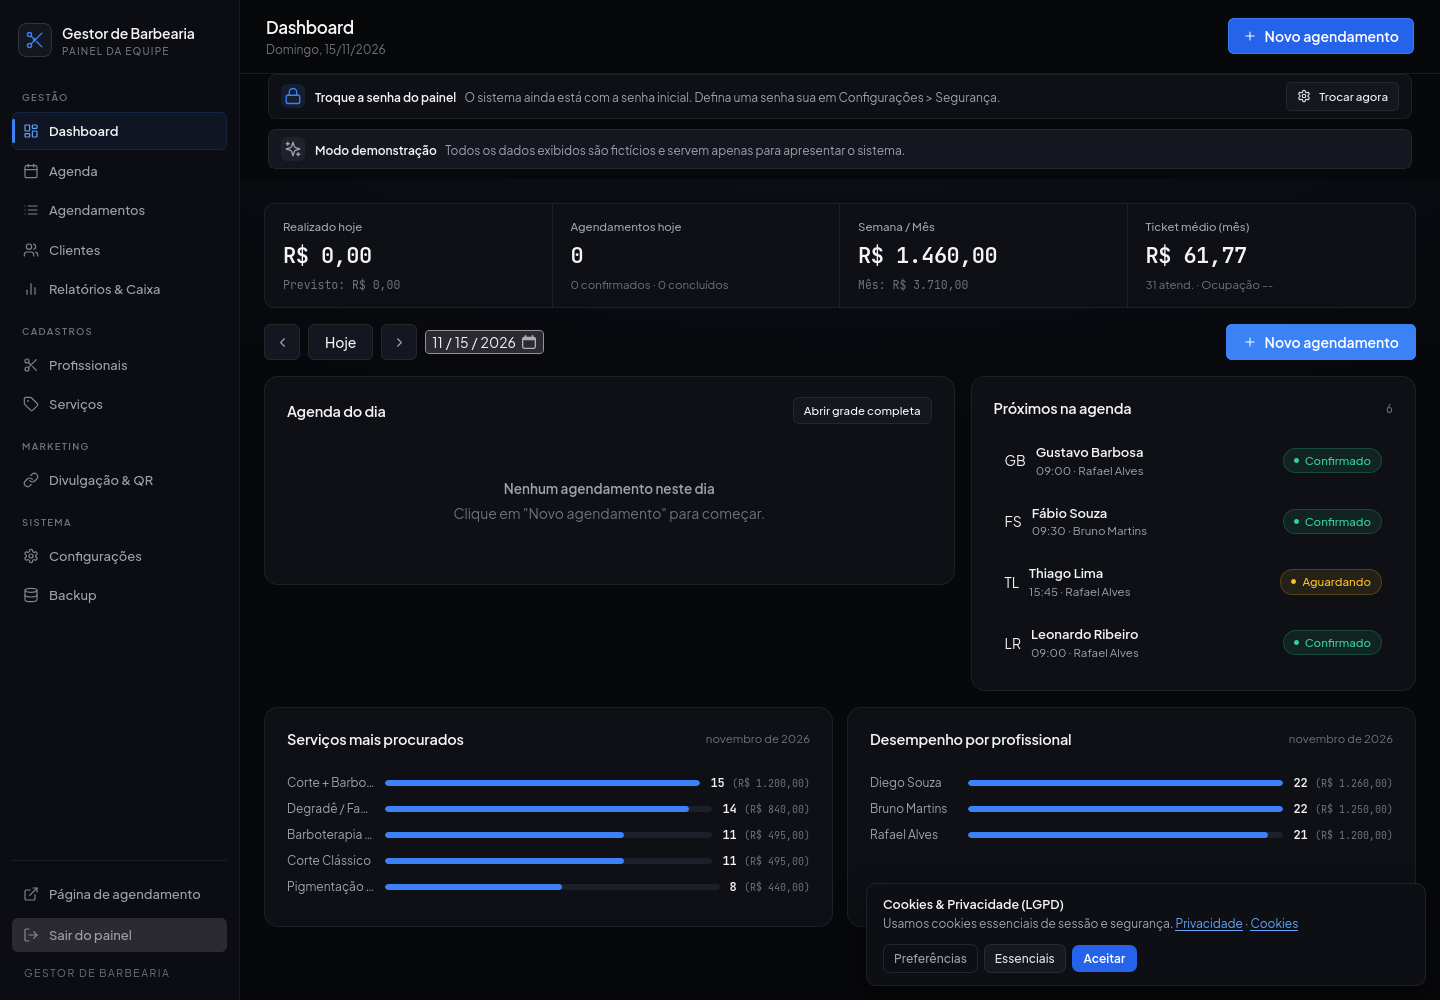 Gestor de Barbearia
PAINEL DA EQUIPE
GESTÃO
Dashboard
Agenda
Agendamentos
Clientes
Relatórios & Caixa
CADASTROS
Profissionais
Serviços
MARKETING
Divulgação & QR
SISTEMA
Configurações
Backup
Página de agendamento
Sair do painel
GESTOR DE BARBEARIA
Dashboard
Domingo, 15/11/2026
+ Novo agendamento
Troque a senha do painel O sistema ainda está com a senha inicial. Defina uma senha sua em Configurações > Segurança.
Trocar agora
Modo demonstração Todos os dados exibidos são fictícios e servem apenas para apresentar o sistema.
Realizado hoje
R$ 0,00
Previsto: R$ 0,00
Agendamentos hoje
0
0 confirmados · 0 concluídos
Semana / Mês
R$ 1.460,00
Mês: R$ 3.710,00
Ticket médio (mês)
R$ 61,77
31 atend. · Ocupação --
Hoje
11 / 15 / 2026
+ Novo agendamento
Agenda do dia
Abrir grade completa
Nenhum agendamento neste dia
Clique em "Novo agendamento" para começar.
Próximos na agenda
6
GB
Gustavo Barbosa
09:00 · Rafael Alves
Confirmado
FS
Fábio Souza
09:30 · Bruno Martins
Confirmado
TL
Thiago Lima
15:45 · Rafael Alves
Aguardando
LR
Leonardo Ribeiro
09:00 · Rafael Alves
Confirmado
Serviços mais procurados
novembro de 2026
Corte + Barbo... 15 (R$ 1.200,00)
Degradê / Fa... 14 (R$ 840,00)
Barboterapia ... 11 (R$ 495,00)
Corte Clássico 11 (R$ 495,00)
Pigmentação ... 8 (R$ 440,00)
Desempenho por profissional
novembro de 2026
Diego Souza 22 (R$ 1.260,00)
Bruno Martins 22 (R$ 1.250,00)
Rafael Alves 21 (R$ 1.200,00)
Cookies & Privacidade (LGPD)
Usamos cookies essenciais de sessão e segurança. Privacidade · Cookies
Preferências
Essenciais
Aceitar